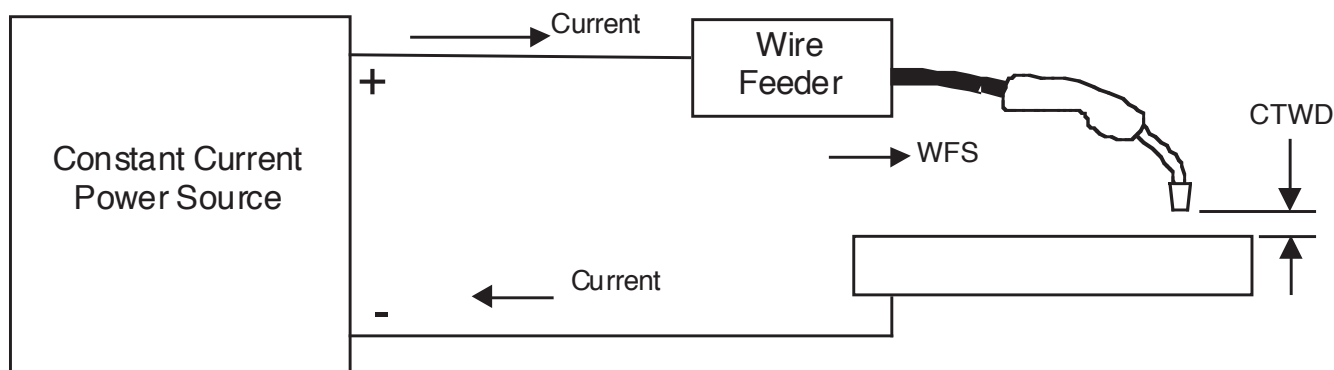 Current
Wire
Feeder
+
CTWD
Constant Current
Power Source
WFS
Current
-